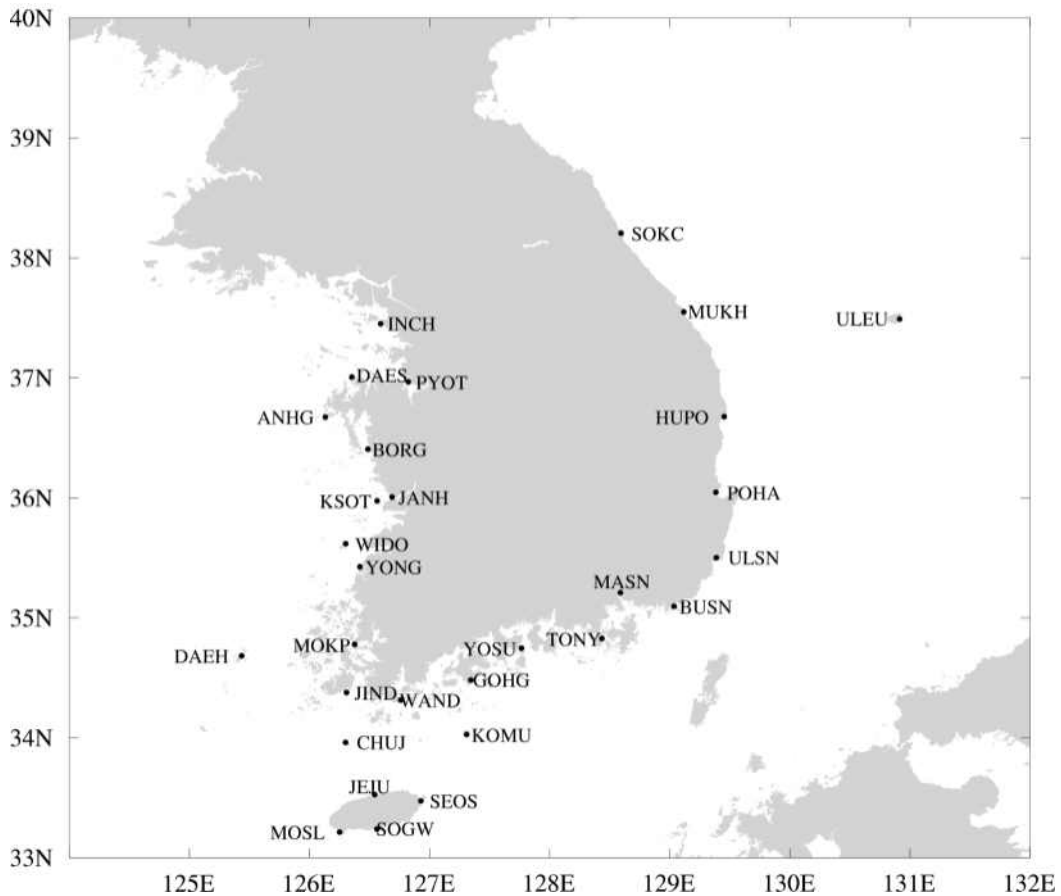 40N
39N
SOKC
38N
MUKH
ULEU
INCH
37N
DAES
PYOT
ANHG
HUPO
BORG
36N
KSOT
JANH
POHA
WIDO
ULSN
YONG
MASN
BUSN
35N
MOKP
TONY
YOSU
DAEH
GOHG
JIND
WAND
34N
CHUJ
KOMU
JEJU
SEOS
MOSL
SOGW
33N
125E 126E 127E 128E 129E 130E 131E 132E